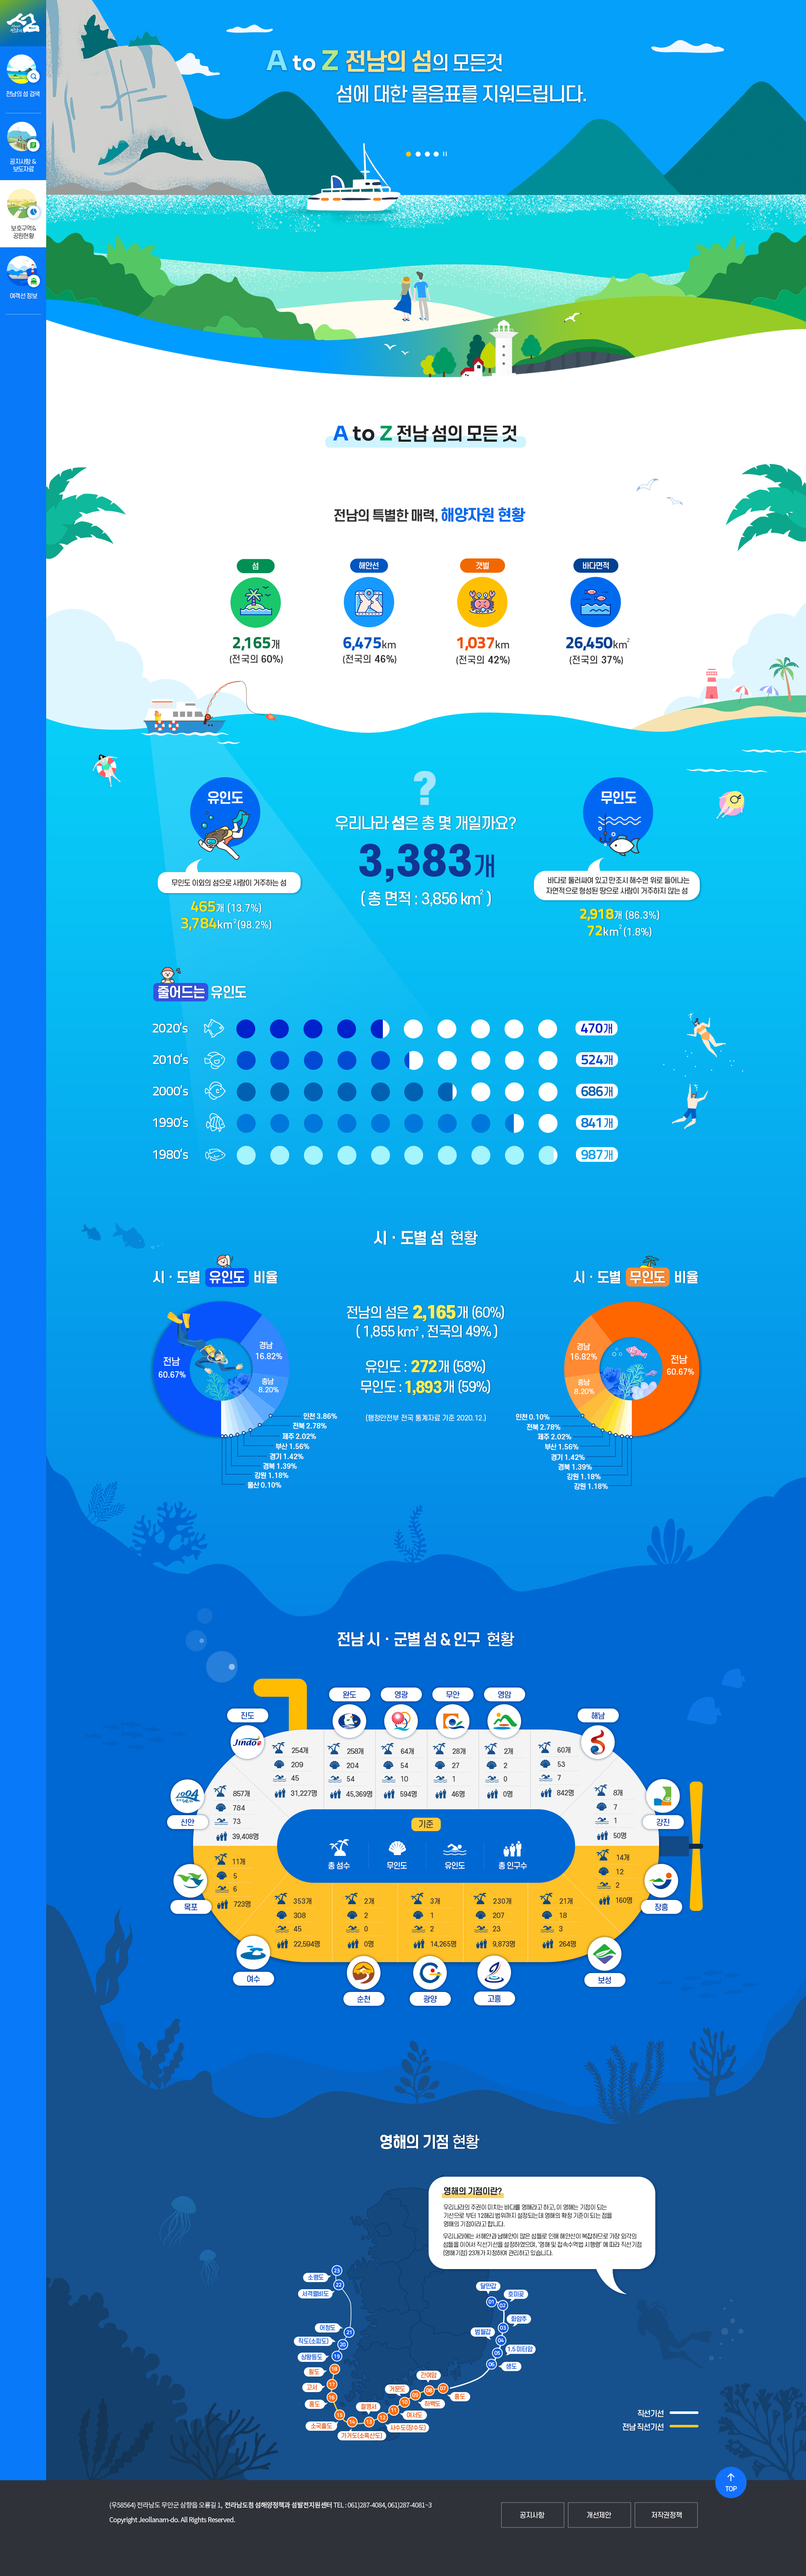 섬
전남의 섬 검색
공지사항 &
보도자료
보호구역&
공원현황
여객선 정보
A to Z 전남의 섬의 모든것
섬에 대한 물음표를 지워드립니다.
A to Z 전남 섬의 모든 것
전남의 특별한 매력, 해양자원 현황
섬 해안선 갯벌 바다면적
2,165개 6,475km 1,037km 26,450km2
(전국의 60%) (전국의 46%) (전국의 42%) (전국의 37%)
?
유인도 무인도
우리나라 섬은 총 몇 개일까요?
3,383개
( 총 면적 : 3,856 km2 )
무인도 이외의 섬으로 사람이 거주하는 섬
465개 (13.7%)
3,784km2(98.2%)
바다로 둘러싸여 있고 만조시 해수면 위로 들어나는
자연적으로 형성된 땅으로 사람이 거주하지 않는 섬
2,918개 (86.3%)
72km2(1.8%)
줄어드는 유인도
2020's 470개
2010's 524개
2000's 686개
1990's 841개
1980's 987개
시 · 도별 섬 현황
시 · 도별 유인도 비율
전남
60.67%
경남
16.82%
충남
8.20%
인천 3.86%
전북 2.78%
제주 2.02%
부산 1.56%
경기 1.42%
경북 1.39%
강원 1.18%
울산 0.10%
전남의 섬은 2,165개 (60%)
( 1,855 km2 , 전국의 49% )
유인도 : 272개 (58%)
무인도 : 1,893개 (59%)
(행정안전부 전국 통계자료 기준 2020.12.)
시 · 도별 무인도 비율
경남
16.82%
전남
60.67%
충남
8.20%
인천 0.10%
전북 2.78%
제주 2.02%
부산 1.56%
경기 1.42%
경북 1.39%
강원 1.18%
강원 1.18%
전남 시 · 군별 섬 & 인구 현황
진도 완도 영광 무안 영암 해남
Jindo
254개 258개 64개 28개 2개 60개
209 204 54 27 2 53
45 54 10 1 0 7
31,227명 45,369명 594명 46명 0명 842명
1004
신안
857개
784
73
39,408명
강진
8개
7
1
50명
기준
총 섬수 무인도 유인도 총 인구수
목포
11개
5
6
723명
장흥
14개
12
2
160명
353개 2개 3개 230개 21개
308 2 1 207 18
45 0 2 23 3
22,594명 0명 14,265명 9,873명 264명
여수 순천 광양 고흥 보성
영해의 기점 현황
영해의 기점이란?
우리나라의 주권이 미치는 바다를 영해라고 하고, 이 영해는 기점이 되는
기선으로 부터 12해리 범위까지 설정되는데 영해의 확정 기준이 되는 점을
영해의 기점이라고 합니다.
우리나라에는 서해안과 남해안이 많은 섬들로 인해 해안선이 복잡하므로 가장 외각의
섬들을 이어서 직선기선을 설정하였으며, '영해 및 접속수역법 시행령' 에 따라 직선기점
(영해기점) 23개가 지정하여 관리하고 있습니다.
23
소령도
22
서격렬비도
어청도 21
직도(소피도) 20
상왕등도 19
횡도 18
고서 17
홍도 16
소국흘도 15
14 가거도(소흑산도)
절명서 13
12 사수도(장수도)
11 여서도
거문도 10
09 하백도
간여암 08
07 홍도
달만갑 01
02 호미곶
03 화암추
범월갑 04
05 1.5미터암
06 생도
직선기선
전남 직선기선
TOP
(우58564) 전라남도 무안군 삼향읍 오룡길 1, 전라남도청 섬해양정책과 섬발전지원센터 TEL : 061)287-4084, 061)287-4081~3
Copyright Jeollanam-do. All Rights Reserved.
공지사항 개선제안 저작권정책